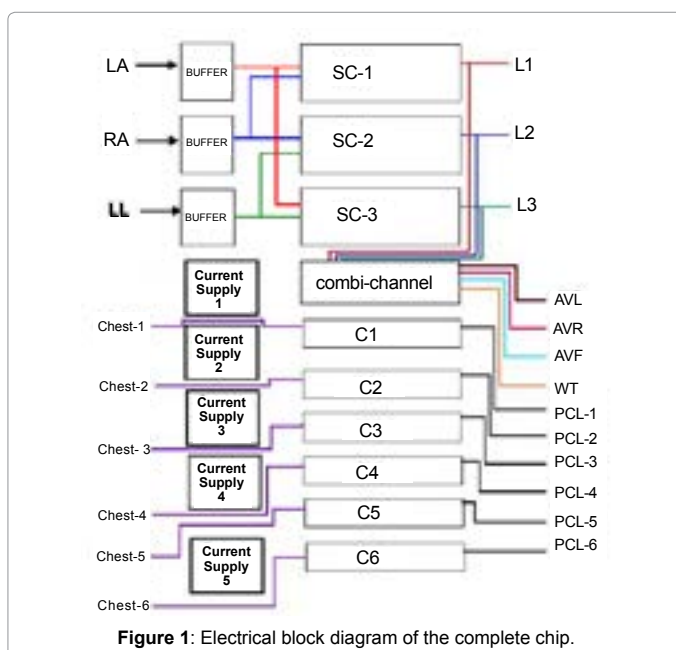 LA
BUFFER
SC-1
L1
RA
BUFFER
SC-2
L2
LL
BUFFER
SC-3
L3
Current
Supply
1
combi-channel
AVL
AVR
AVF
WT
Chest-1
C1
Current
Supply
2
Chest-2
C2
PCL-1
PCL-2
Current
Supply
3
Chest- 3
C3
PCL-3
Current
Supply
4
C4
PCL-4
Chest-4
C5
PCL-5
Chest-5
Current
Supply
5
C6
PCL-6
Chest-6
Figure 1: Electrical block diagram of the complete chip.